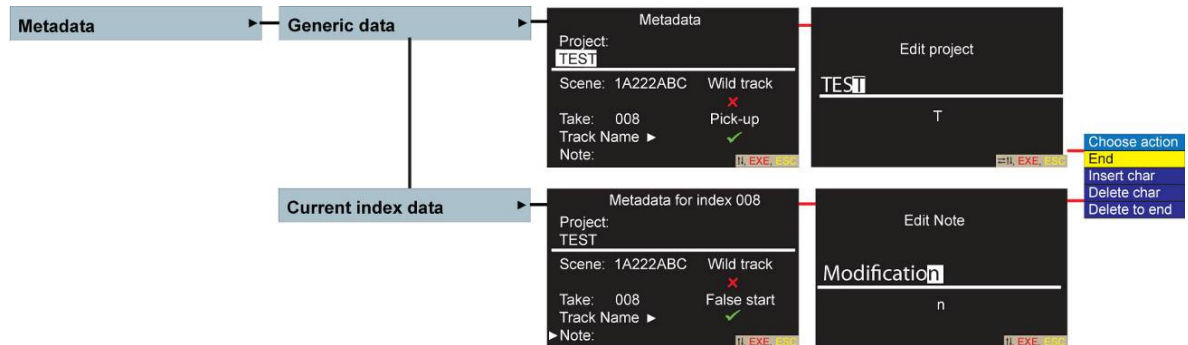 Metadata
Generic data
Metadata
Project:
TEST
Scene: 1A222ABC Wild track
Take: 008 Pick-up
Track Name
Note:
EXE, ESC
Edit project
TEST
T
EXE, ESC
Choose action
End
Insert char
Delete char
Delete to end
Current index data
Metadata for index 008
Project:
TEST
Scene: 1A222ABC Wild track
Take: 008 False start
Track Name
Note:
EXE, ESC
Edit Note
Modification
n
EXE, ESC